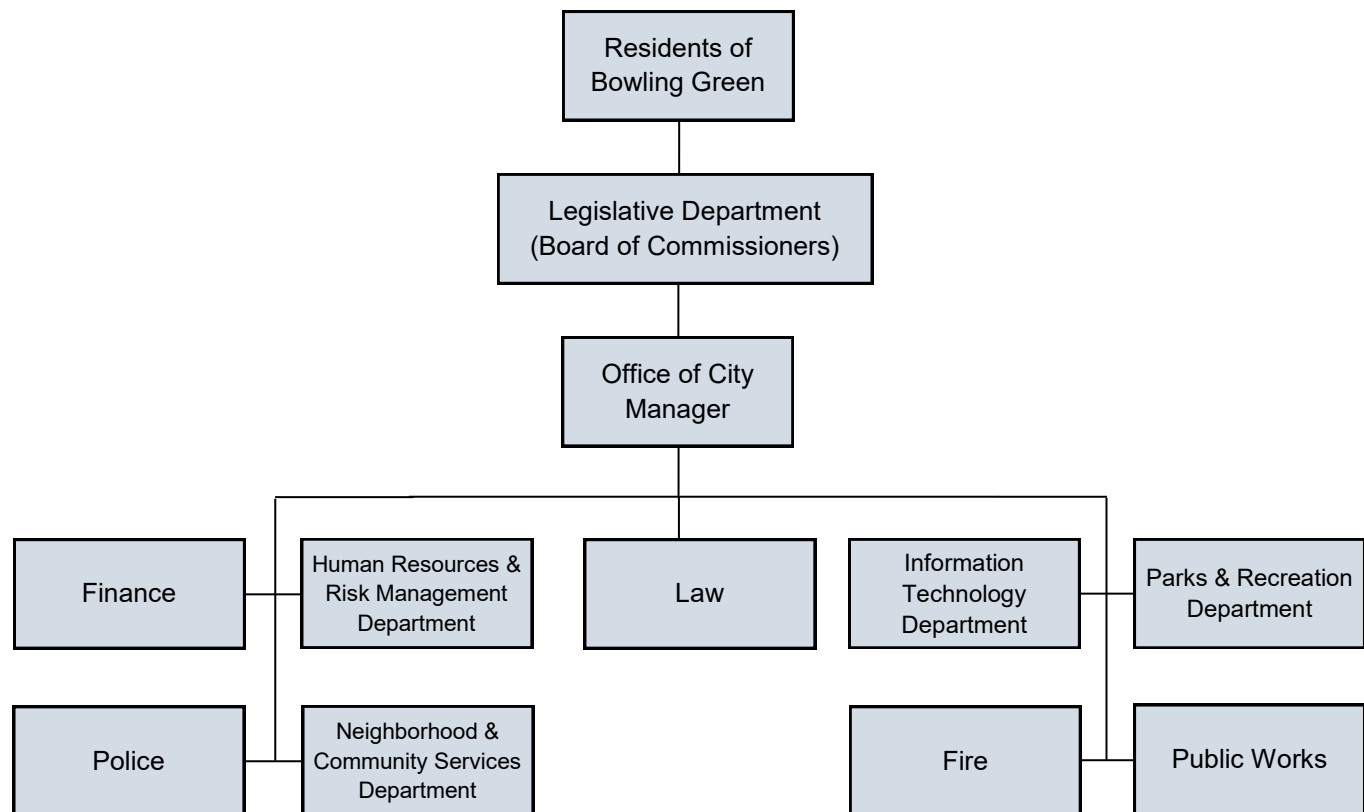 Residents of
Bowling Green
Legislative Department
(Board of Commissioners)
Office of City
Manager
Finance
Human Resources &
Risk Management
Department
Law
Information
Technology
Department
Parks & Recreation
Department
Police
Neighborhood &
Community Services
Department
Fire
Public Works